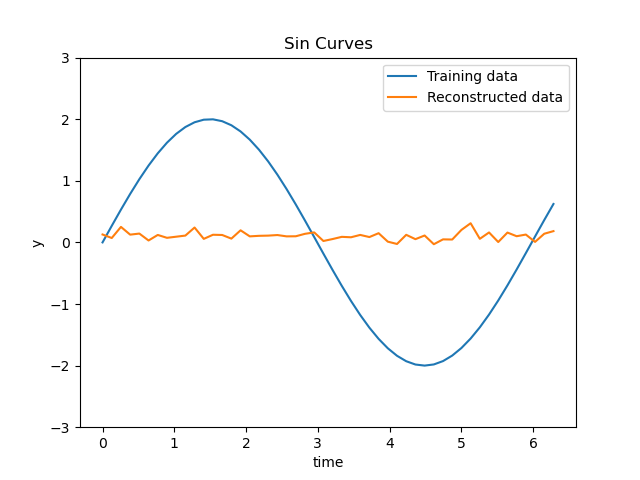 Sin Curves
Training data
Reconstructed data
3
2
1
0
−1
−2
−3
y
0 1 2 3 4 5 6
time